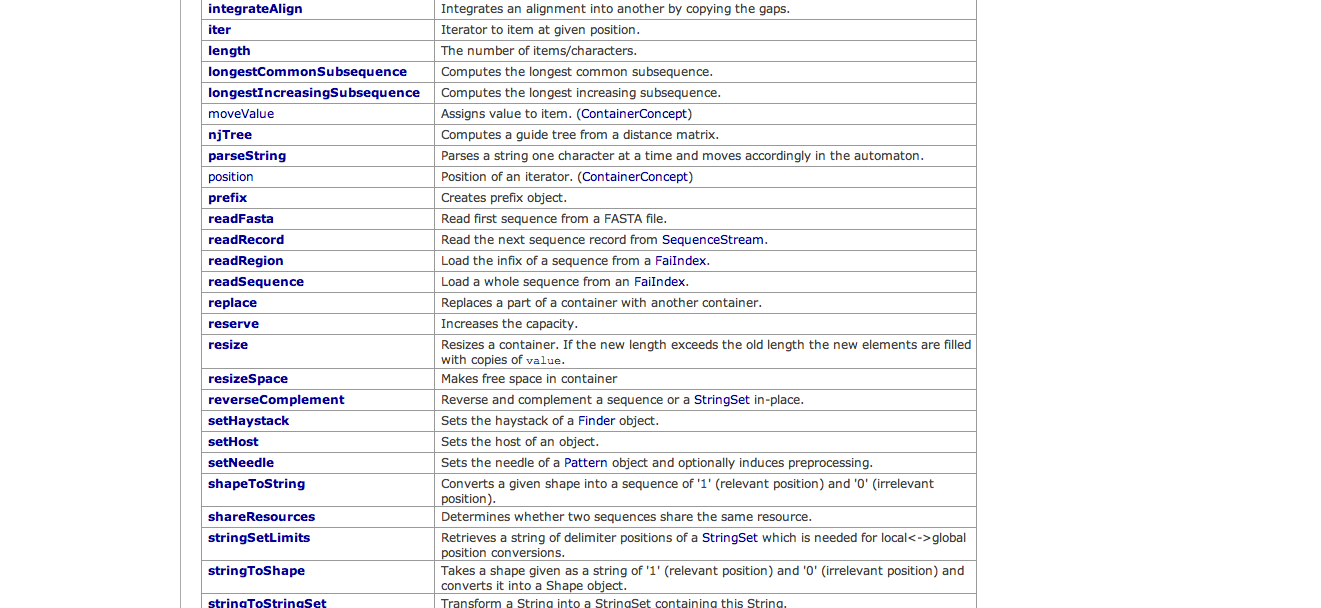 integrateAlign Integrates an alignment into another by copying the gaps.
iter Iterator to item at given position.
length The number of items/characters.
longestCommonSubsequence Computes the longest common subsequence.
longestIncreasingSubsequence Computes the longest increasing subsequence.
moveValue Assigns value to item. (ContainerConcept)
njTree Computes a guide tree from a distance matrix.
parseString Parses a string one character at a time and moves accordingly in the automaton.
position Position of an iterator. (ContainerConcept)
prefix Creates prefix object.
readFasta Read first sequence from a FASTA file.
readRecord Read the next sequence record from SequenceStream.
readRegion Load the infix of a sequence from a FaiIndex.
readSequence Load a whole sequence from an FaiIndex.
replace Replaces a part of a container with another container.
reserve Increases the capacity.
resize Resizes a container. If the new length exceeds the old length the new elements are filled
with copies of value.
resizeSpace Makes free space in container
reverseComplement Reverse and complement a sequence or a StringSet in-place.
setHaystack Sets the haystack of a Finder object.
setHost Sets the host of an object.
setNeedle Sets the needle of a Pattern object and optionally induces preprocessing.
shapeToString Converts a given shape into a sequence of '1' (relevant position) and '0' (irrelevant
position).
shareResources Determines whether two sequences share the same resource.
stringSetLimits Retrieves a string of delimiter positions of a StringSet which is needed for local<->global
position conversions.
stringToShape Takes a shape given as a string of '1' (relevant position) and '0' (irrelevant position) and
converts it into a Shape object.
stringToStringSet Transform a String into a StringSet containing this String.